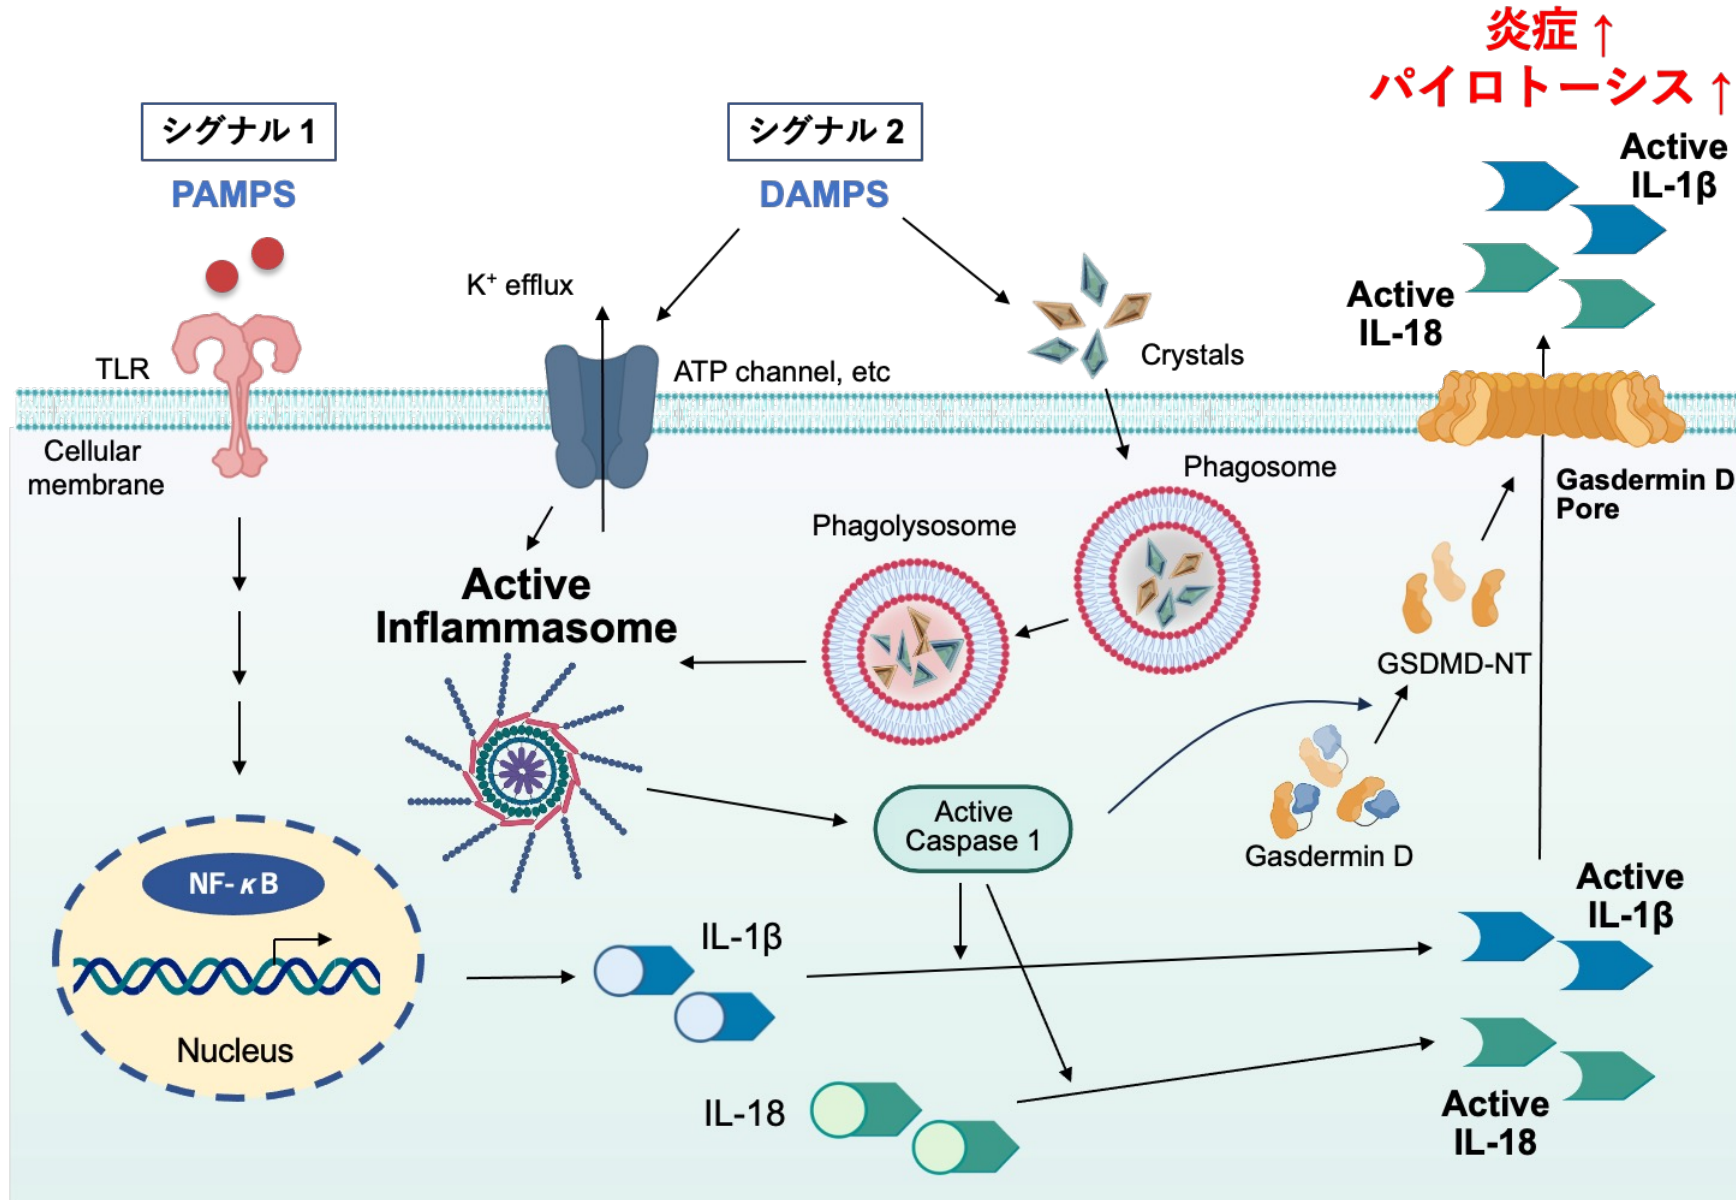 炎症 ↑
パイロトーシス ↑
シグナル 1
PAMPS
シグナル 2
DAMPS
Active
IL-1β
Active
IL-18
K⁺ efflux
TLR
ATP channel, etc
Crystals
Cellular
membrane
Phagosome
Gasdermin D
Pore
Phagolysosome
Active
Inflammasome
GSDMD-NT
Active
Caspase 1
Gasdermin D
NF-κB
Nucleus
IL-1β
IL-18
Active
IL-1β
Active
IL-18